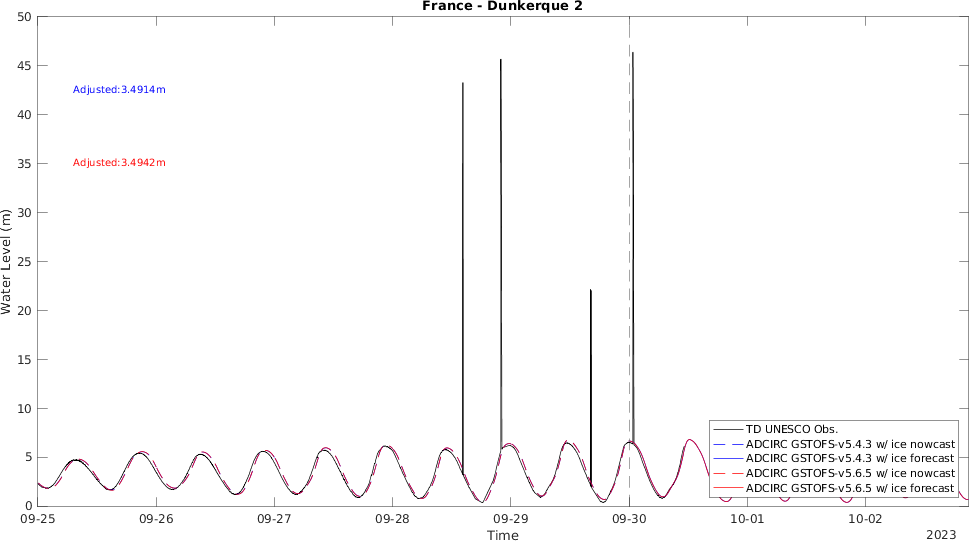 France - Dunkerque 2
50
45
40
35
30
25
20
15
10
5
0
Water Level (m)
Adjusted:3.4914m
Adjusted:3.4942m
TD UNESCO Obs.
ADCIRC GSTOFS-v5.4.3 w/ ice nowcast
ADCIRC GSTOFS-v5.4.3 w/ ice forecast
ADCIRC GSTOFS-v5.6.5 w/ ice nowcast
ADCIRC GSTOFS-v5.6.5 w/ ice forecast
09-25 09-26 09-27 09-28 09-29 09-30 10-01 10-02
Time
2023